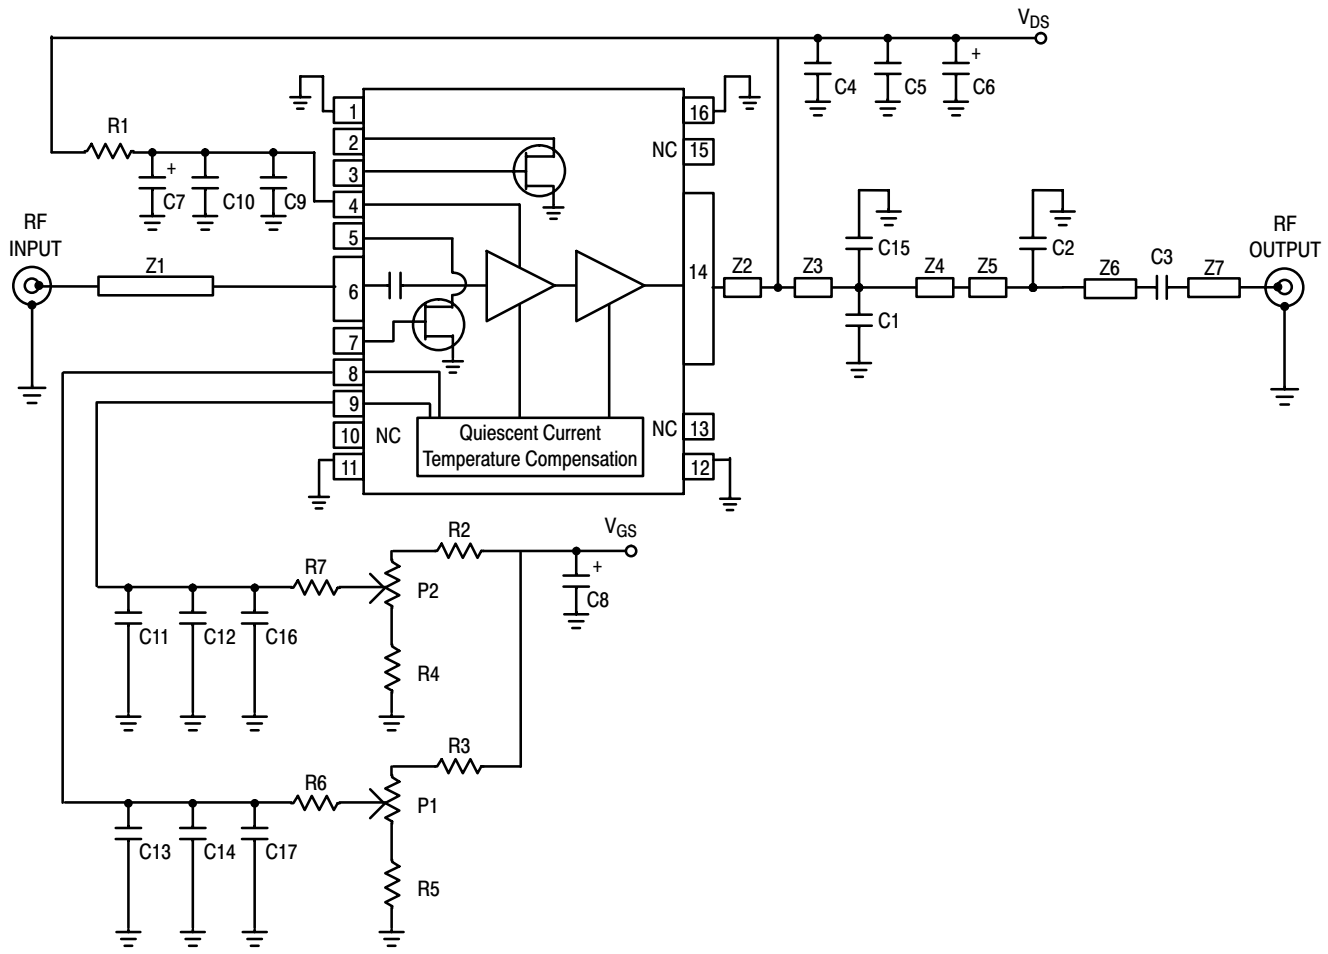 V_DS
C4
C5
+
C6
R1
+
C7
C10
C9
1
2
3
4
5
6
7
8
9
10
11
16
NC 15
14
NC 13
12
NC
RF
INPUT
Z1
Z2
Z3
C15
C1
Z4
Z5
C2
Z6
C3
Z7
RF
OUTPUT
Quiescent Current
Temperature Compensation
V_GS
R2
+
C8
R7
P2
C11
C12
C16
R4
R3
R6
P1
C13
C14
C17
R5